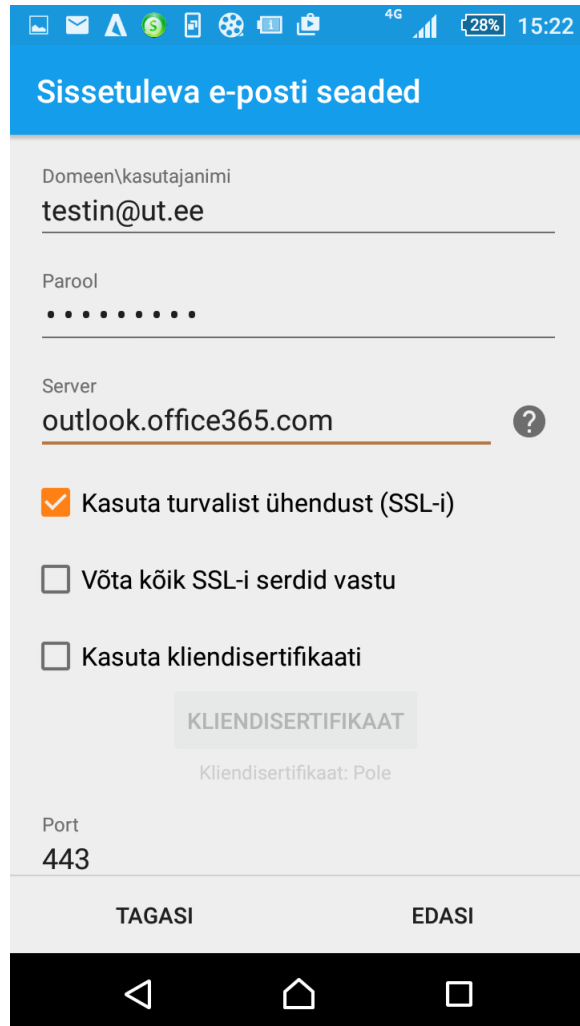 4G 28% 15:22
Sissetuleva e-posti seaded
Domeen\kasutajanimi
testin@ut.ee
Parool
•••••••••
Server
outlook.office365.com
Kasuta turvalist ühendust (SSL-i)
Võta kõik SSL-i serdid vastu
Kasuta kliendisertifikaati
KLIENDISERTIFIKAAT
Kliendisertifikaat: Pole
Port
443
TAGASI EDASI